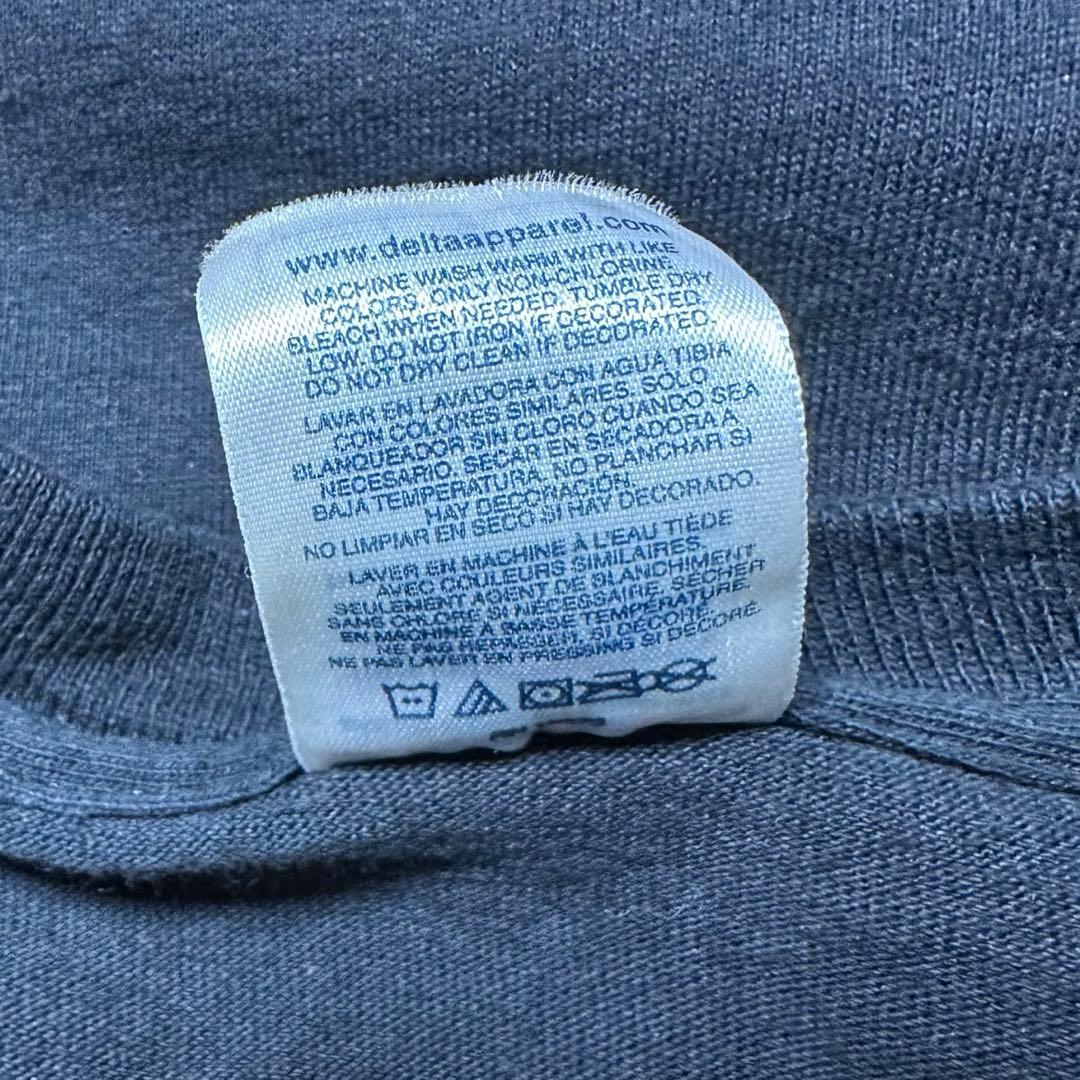 www.deltaapparel.com
MACHINE WASH WARM WITH LIKE
COLORS. ONLY NON-CHLORINE
BLEACH WHEN NEEDED. TUMBLE DRY
LOW. DO NOT IRON IF DECORATED.
DO NOT DRY CLEAN IF DECORATED.
LAVAR EN LAVADORA CON AGUA TIBIA
CON COLORES SIMILARES. SOLO
BLANQUEADOR SIN CLORO CUANDO SEA
NECESARIO. SECAR EN SECADORA A
BAJA TEMPERATURA. NO PLANCHAR SI
HAY DECORACIÓN.
NO LIMPIAR EN SECO SI HAY DECORADO.
LAVER EN MACHINE À L'EAU TIÈDE
AVEC COULEURS SIMILAIRES.
SEULEMENT AGENT DE BLANCHIMENT
SANS CHLORE, SI NÉCESSAIRE. SÉCHER
EN MACHINE À BASSE TEMPÉRATURE.
NE PAS REPASSER, SI DÉCORÉ.
NE PAS LAVER EN PRESSING SI DÉCORÉ.